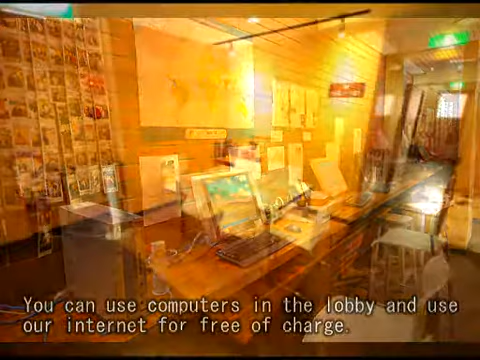 You can use computers in the lobby and use
our internet for free of charge.